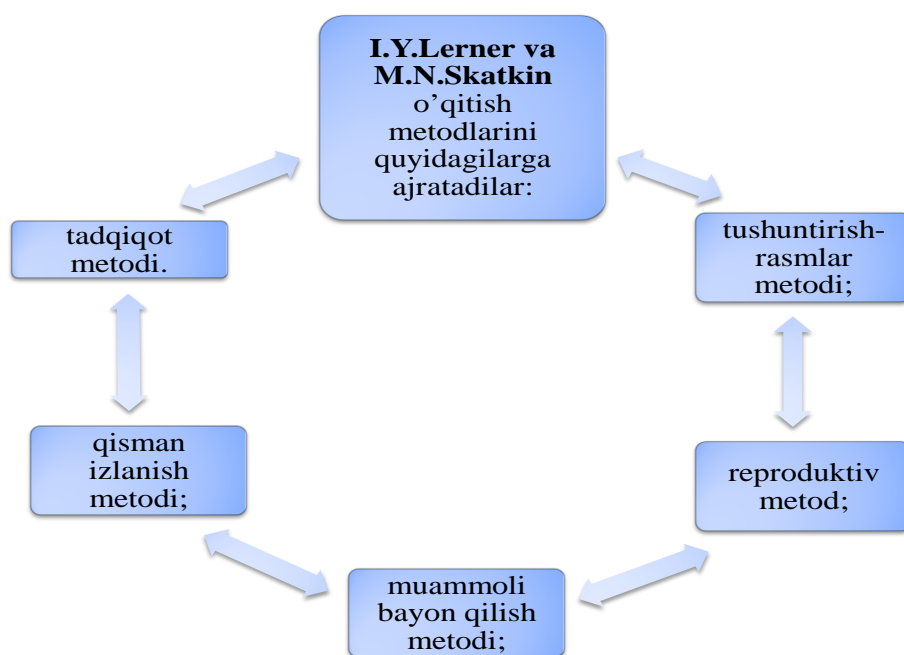 I.Y.Lerner va
M.N.Skatkin
o’qitish
metodlarini
quyidagilarga
ajratadilar:
tushuntirish-
rasmlar
metodi;
reproduktiv
metod;
muammoli
bayon qilish
metodi;
qisman
izlanish
metodi;
tadqiqot
metodi.